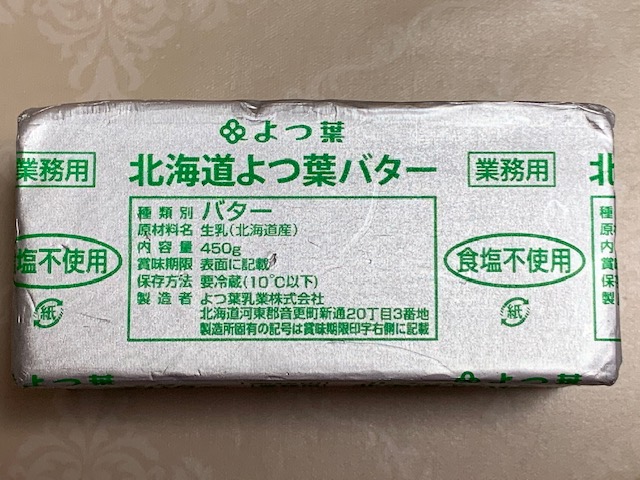 よつ葉
業務用
北海道よつ葉バター
業務用
北
種類別 バター
原材料名 生乳(北海道産)
内容量 450g
賞味期限 表面に記載
保存方法 要冷蔵(10℃以下)
製造者 よつ葉乳業株式会社
北海道河東郡音更町新通20丁目3番地
製造所固有の記号は賞味期限印字右側に記載
塩不使用
紙
食塩不使用
紙
種
原
内
賞
保
製
よつ葉
よつ葉